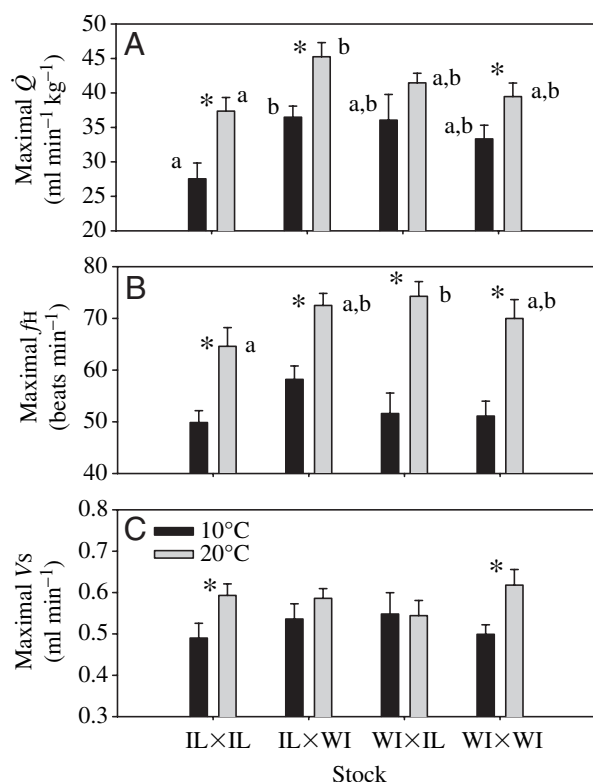 A
Maximal Q̇
(ml min⁻¹ kg⁻¹)
50
45
40
35
30
25
20
a
*
a
b
*
b
a,b
a,b
a,b
*
a,b
B
Maximal fH
(beats min⁻¹)
80
70
60
50
40
*
a
*
a,b
*
b
*
a,b
C
10°C
20°C
Maximal VS
(ml min⁻¹)
0.8
0.7
0.6
0.5
0.4
0.3
*
*
IL×IL IL×WI WI×IL WI×WI
Stock